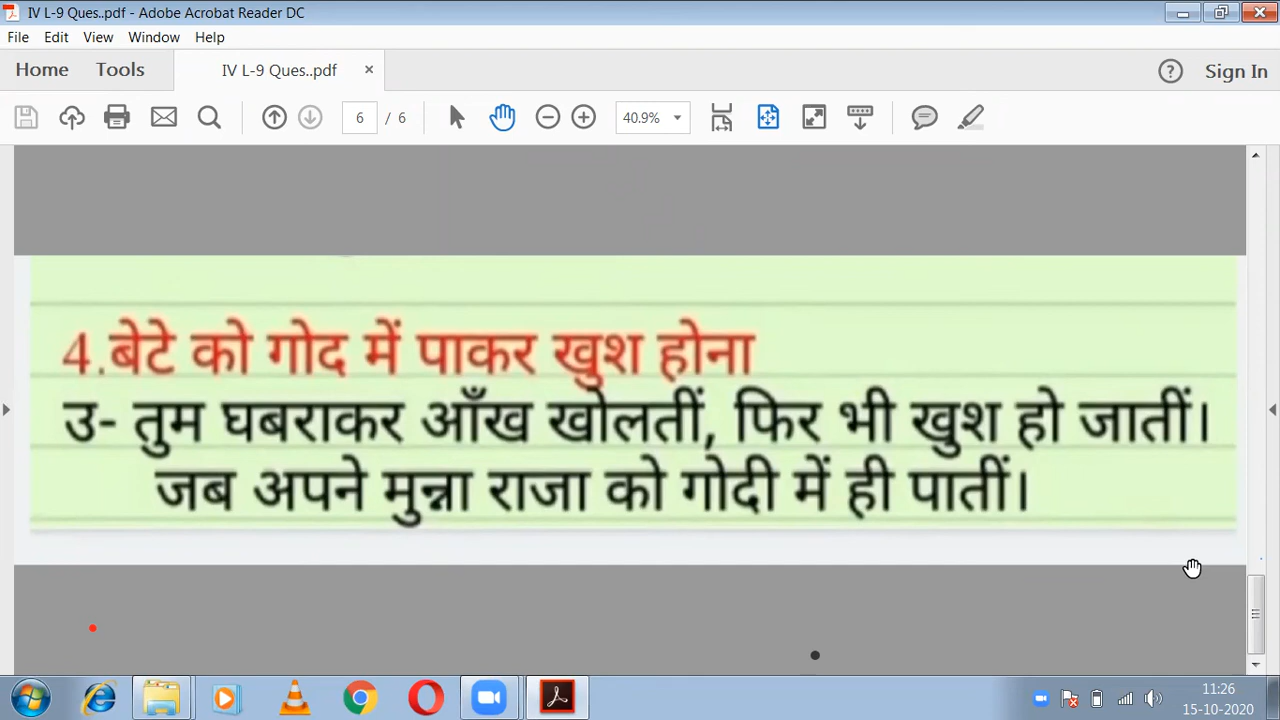 IV L-9 Ques..pdf - Adobe Acrobat Reader DC
File Edit View Window Help
Home Tools IV L-9 Ques..pdf × Sign In
6 / 6 40.9%
4.बेटे को गोद में पाकर खुश होना
उ- तुम घबराकर आँख खोलतीं, फिर भी खुश हो जातीं।
जब अपने मुन्ना राजा को गोदी में ही पातीं।
11:26
15-10-2020